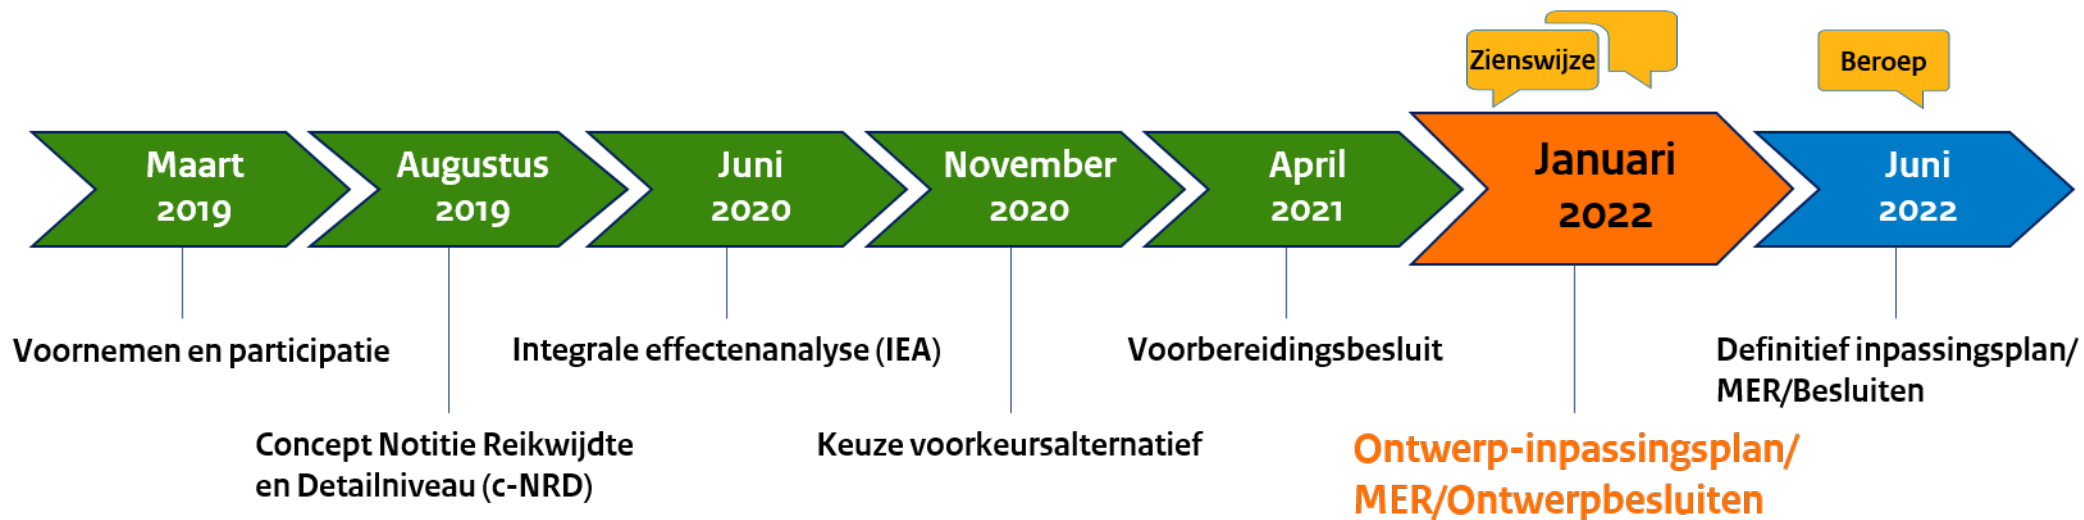 Zienswijze
Beroep
Maart
2019
Augustus
2019
Juni
2020
November
2020
April
2021
Januari
2022
Juni
2022
Voornemen en participatie
Concept Notitie Reikwijdte
en Detailniveau (c-NRD)
Integrale effectenanalyse (IEA)
Keuze voorkeursalternatief
Voorbereidingsbesluit
Ontwerp-inpassingsplan/
MER/Ontwerpbesluiten
Definitief inpassingsplan/
MER/Besluiten